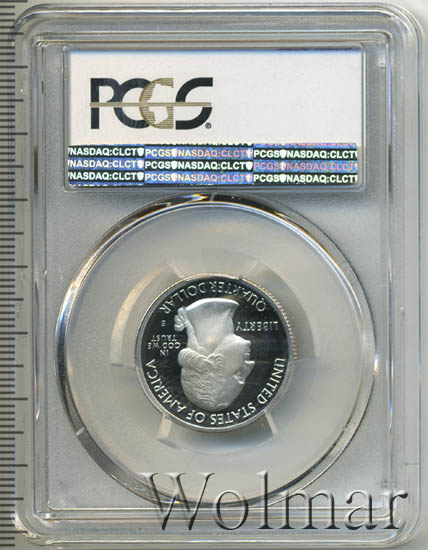 PCGS®
NASDAQ:CLCT PCGS NASDAQ:CLCT PCGS NASDAQ:CLCT
NASDAQ:CLCT PCGS NASDAQ:CLCT PCGS NASDAQ:CLCT
NASDAQ:CLCT PCGS NASDAQ:CLCT PCGS NASDAQ:CLCT
UNITED STATES OF AMERICA
LIBERTY
IN
GOD WE
TRUST
S
QUARTER DOLLAR
Wolmar